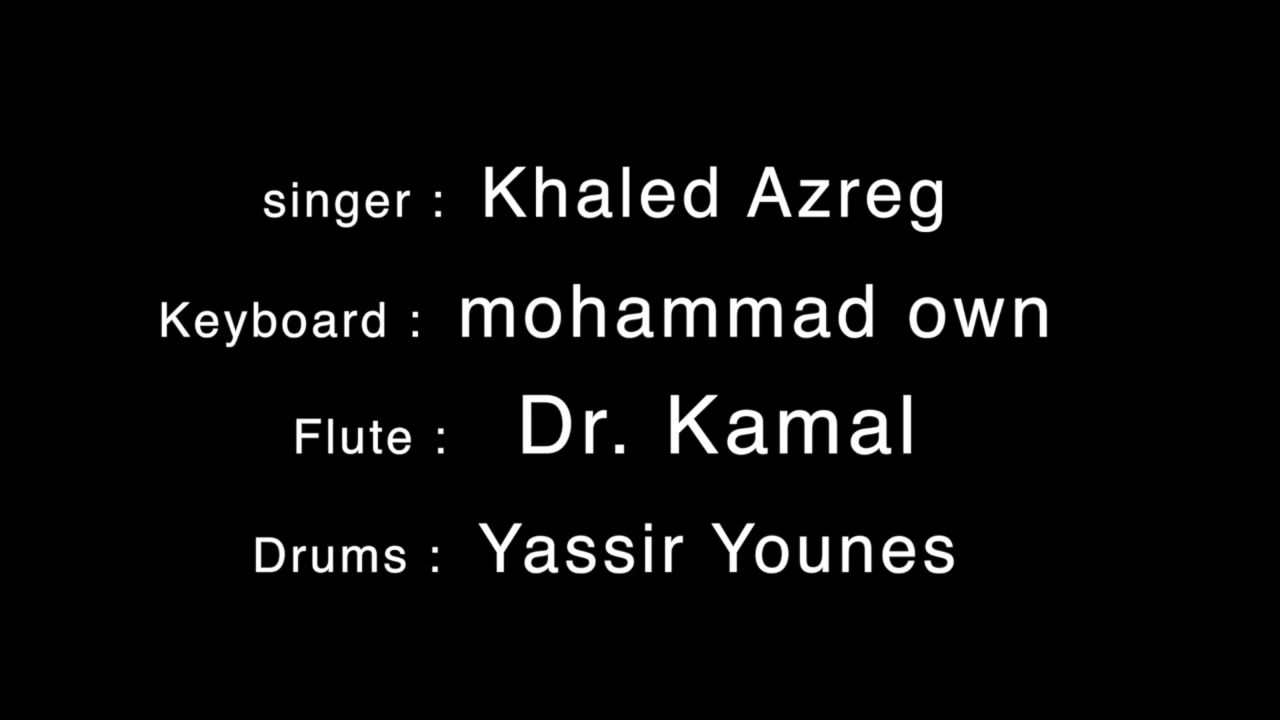 singer : Khaled Azreg
Keyboard : mohammad own
Flute : Dr. Kamal
Drums : Yassir Younes